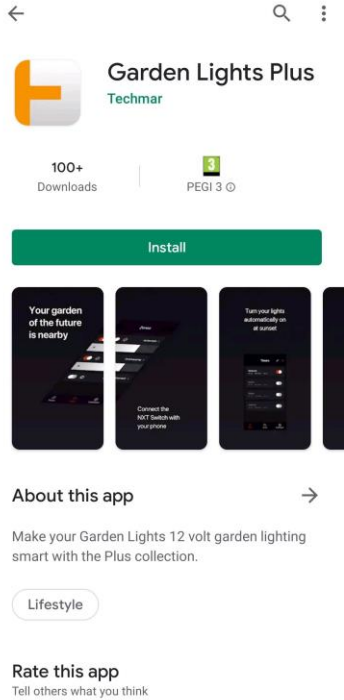 Garden Lights Plus
Techmar
100+
Downloads
3
PEGI 3
Install
Your garden
of the future
is nearby
Connect the
NXT Switch with
your phone
Turn your lights
automatically on
at sunset
About this app
Make your Garden Lights 12 volt garden lighting
smart with the Plus collection.
Lifestyle
Rate this app
Tell others what you think